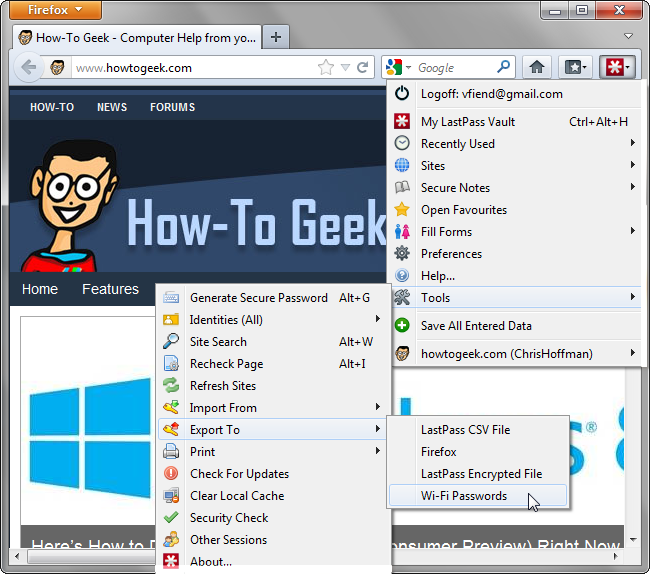 Firefox
How-To Geek - Computer Help from yo...
www.howtogeek.com
Google
HOW-TO NEWS FORUMS
How-To Geek
Home Features
Logoff: vfiend@gmail.com
My LastPass Vault Ctrl+Alt+H
Recently Used
Sites
Secure Notes
Open Favourites
Fill Forms
Preferences
Help...
Tools
Save All Entered Data
howtogeek.com (ChrisHoffman)
Generate Secure Password Alt+G
Identities (All)
Site Search Alt+W
Recheck Page Alt+I
Refresh Sites
Import From
Export To
Print
Check For Updates
Clear Local Cache
Security Check
Other Sessions
About...
LastPass CSV File
Firefox
LastPass Encrypted File
Wi-Fi Passwords
8
®
Here's How to D
onsumer Preview) Right Now